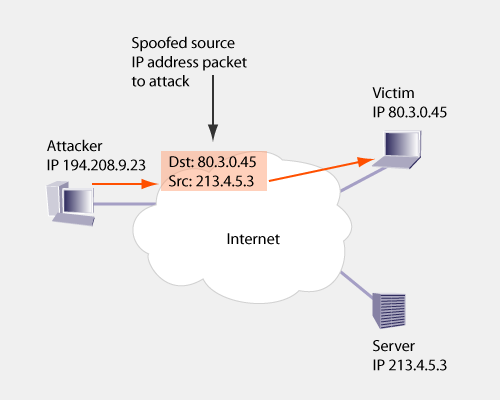 Spoofed source
IP address packet
to attack
Victim
IP 80.3.0.45
Attacker
IP 194.208.9.23
Dst: 80.3.0.45
Src: 213.4.5.3
Internet
Server
IP 213.4.5.3